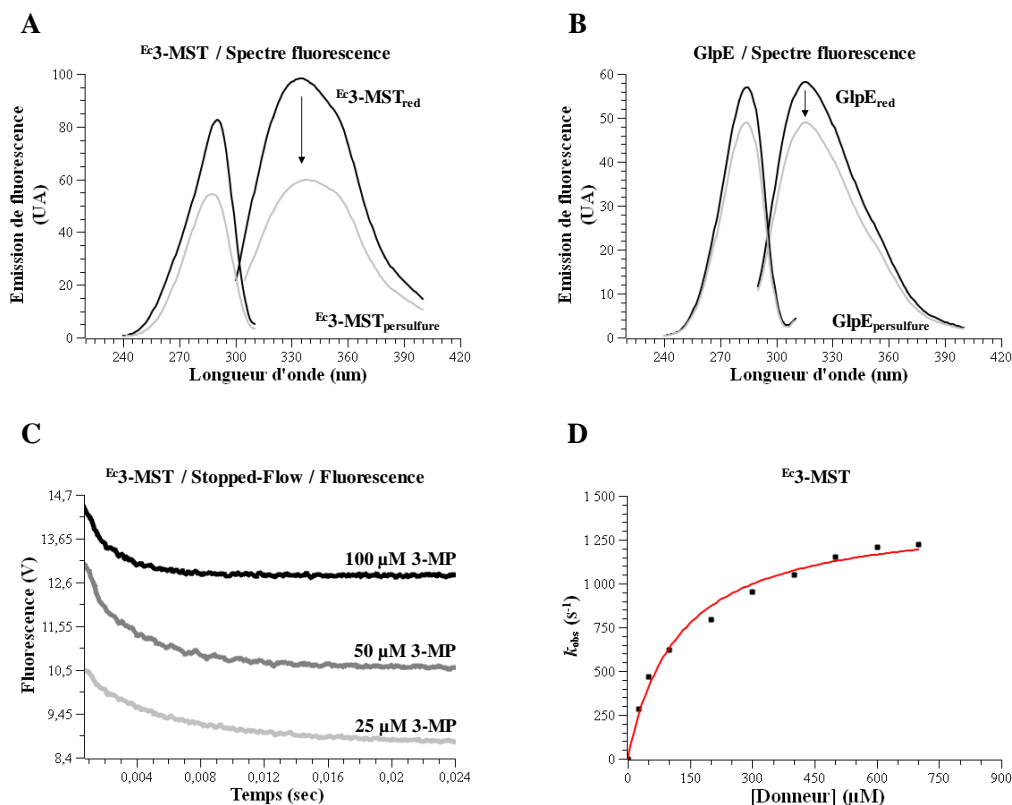 A
Ec3-MST / Spectre fluorescence
Emission de fluorescence
(UA)
100
80
60
40
20
0
Ec3-MSTred
Ec3-MSTpersulfure
240 270 300 330 360 390 420
Longueur d'onde (nm)
B
GlpE / Spectre fluorescence
Emission de fluorescence
(UA)
60
50
40
30
20
10
0
GlpEred
GlpEpersulfure
240 270 300 330 360 390 420
Longueur d'onde (nm)
C
Ec3-MST / Stopped-Flow / Fluorescence
Fluorescence (V)
14,7
13,65
12,6
11,55
10,5
9,45
8,4
100 µM 3-MP
50 µM 3-MP
25 µM 3-MP
0,004 0,008 0,012 0,016 0,02 0,024
Temps (sec)
D
Ec3-MST
kobs (s-1)
1 500
1 250
1 000
750
500
250
0
0 150 300 450 600 750 900
[Donneur] (µM)